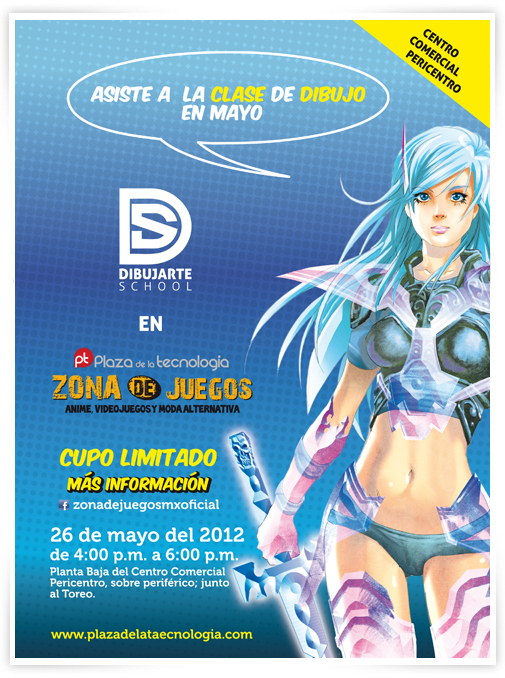 CENTRO
COMERCIAL
PERICENTRO
ASISTE A LA CLASE DE DIBUJO
EN MAYO
DS
DIBUJARTE
SCHOOL
EN
pt Plaza de la tecnología
ZONA DE JUEGOS
ANIME, VIDEOJUEGOS Y MODA ALTERNATIVA
CUPO LIMITADO
MÁS INFORMACIÓN
f zonadejuegosmxoficial
26 de mayo del 2012
de 4:00 p.m. a 6:00 p.m.
Planta Baja del Centro Comercial
Pericentro, sobre periférico; junto
al Toreo.
www.plazadelataecnologia.com